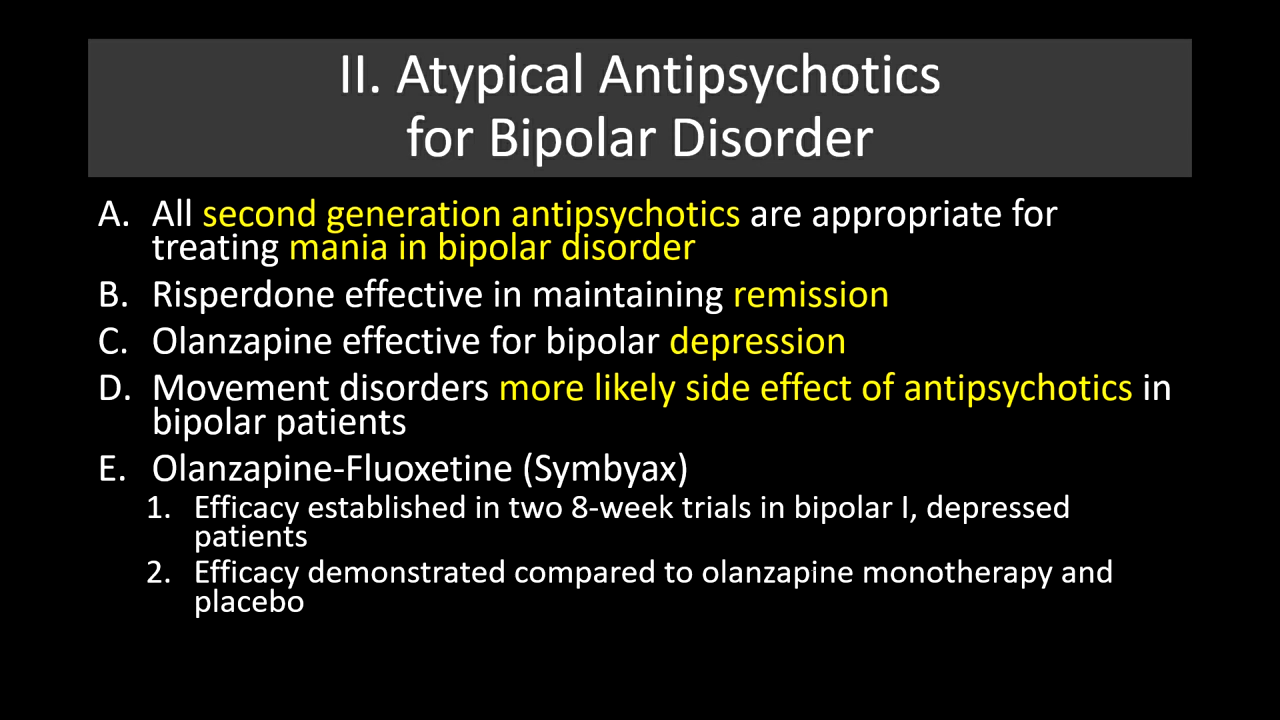 II. Atypical Antipsychotics
for Bipolar Disorder
A. All second generation antipsychotics are appropriate for
treating mania in bipolar disorder
B. Risperdone effective in maintaining remission
C. Olanzapine effective for bipolar depression
D. Movement disorders more likely side effect of antipsychotics in
bipolar patients
E. Olanzapine-Fluoxetine (Symbyax)
1. Efficacy established in two 8-week trials in bipolar I, depressed
patients
2. Efficacy demonstrated compared to olanzapine monotherapy and
placebo